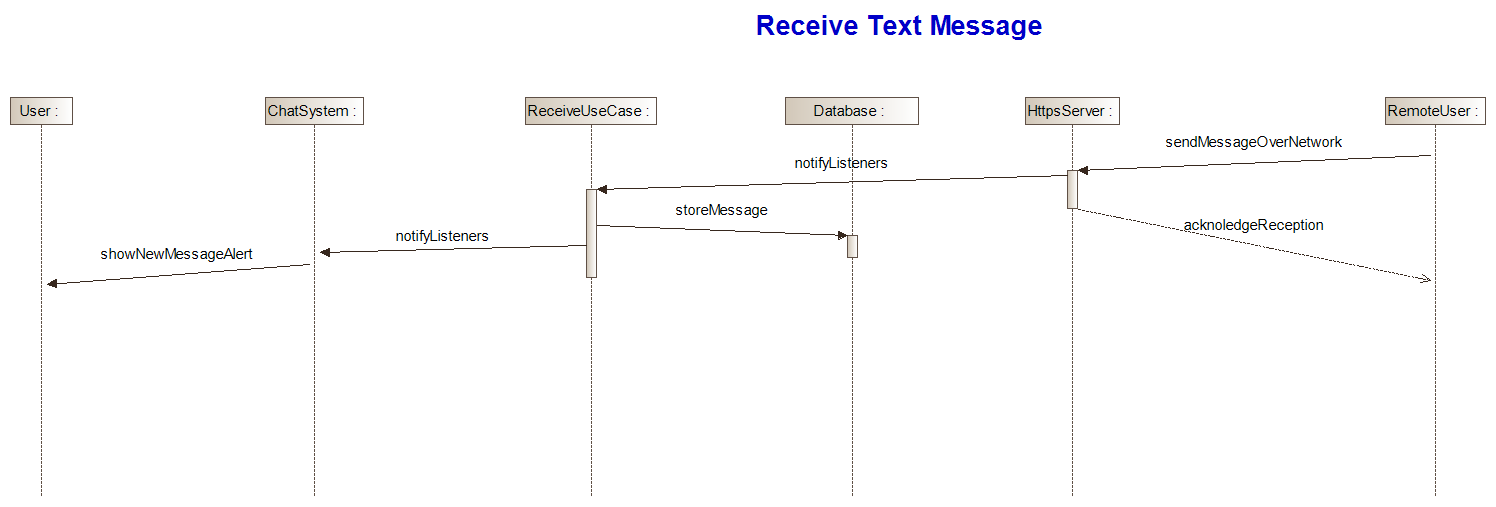 Receive Text Message
User :
ChatSystem :
ReceiveUseCase :
Database :
HttpsServer :
RemoteUser :
sendMessageOverNetwork
notifyListeners
storeMessage
acknoledgeReception
notifyListeners
showNewMessageAlert